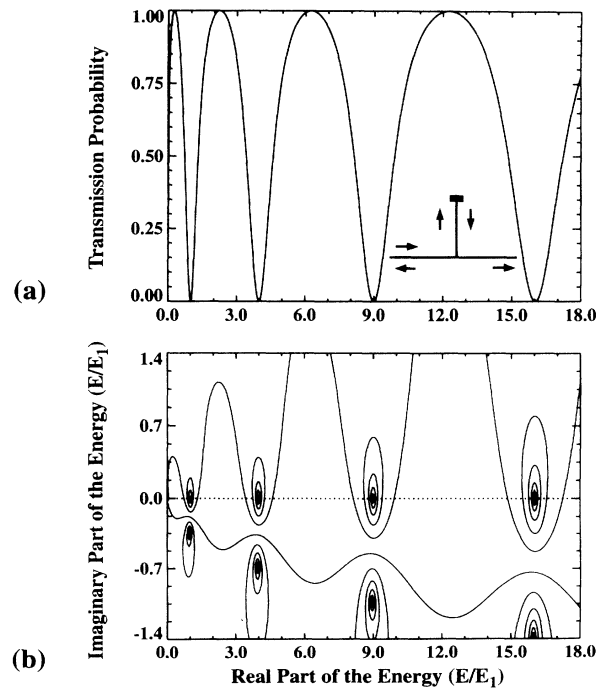 (a)
Transmission Probability
1.00
0.75
0.50
0.25
0.00
0.0 3.0 6.0 9.0 12.0 15.0 18.0
(b)
Imaginary Part of the Energy (E/E₁)
1.4
0.7
0.0
-0.7
-1.4
0.0 3.0 6.0 9.0 12.0 15.0 18.0
Real Part of the Energy (E/E₁)